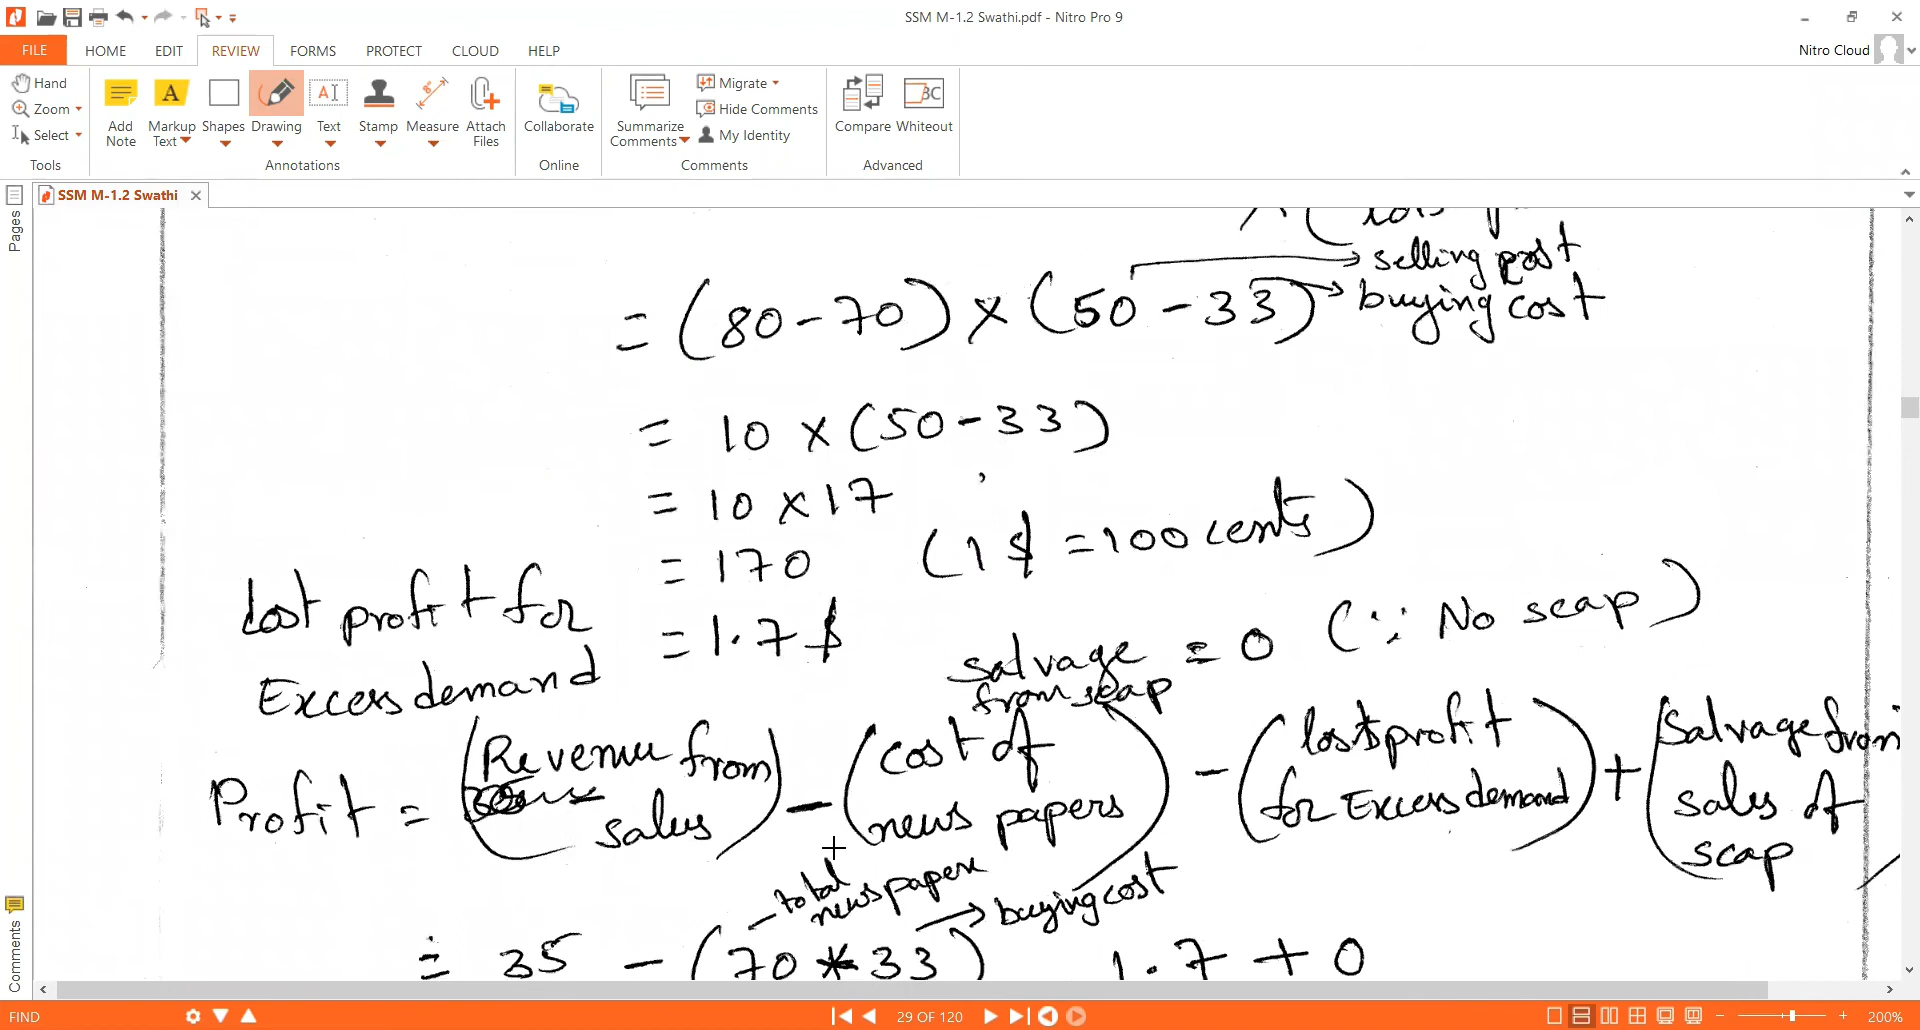 SSM M-1.2 Swathi.pdf - Nitro Pro 9
FILE HOME EDIT REVIEW FORMS PROTECT CLOUD HELP
Nitro Cloud
Hand
Zoom
Select
Tools
Add Note
Markup Text
Shapes
Drawing
Text
Stamp
Measure
Attach Files
Annotations
Collaborate
Online
Summarize Comments
Migrate
Hide Comments
My Identity
Comments
Compare
Whiteout
Advanced
SSM M-1.2 Swathi
Pages
→ selling
= (80-70) × (50-33) → buying cost
= 10 × (50-33)
= 10 × 17
= 170 (1 $ = 100 cents)
Lost profit for
Excess demand = 1.7 $
salvage from scap = 0 (∵ No scap)
Profit = (Revenue from sales) - (cost of news papers) - (lost profit for Excess demand) + (Salvage from sales of scap
total newspapers
→ buying cost
= 35 - (70 * 33) 1.7 + 0
Comments
FIND
29 OF 120
200%